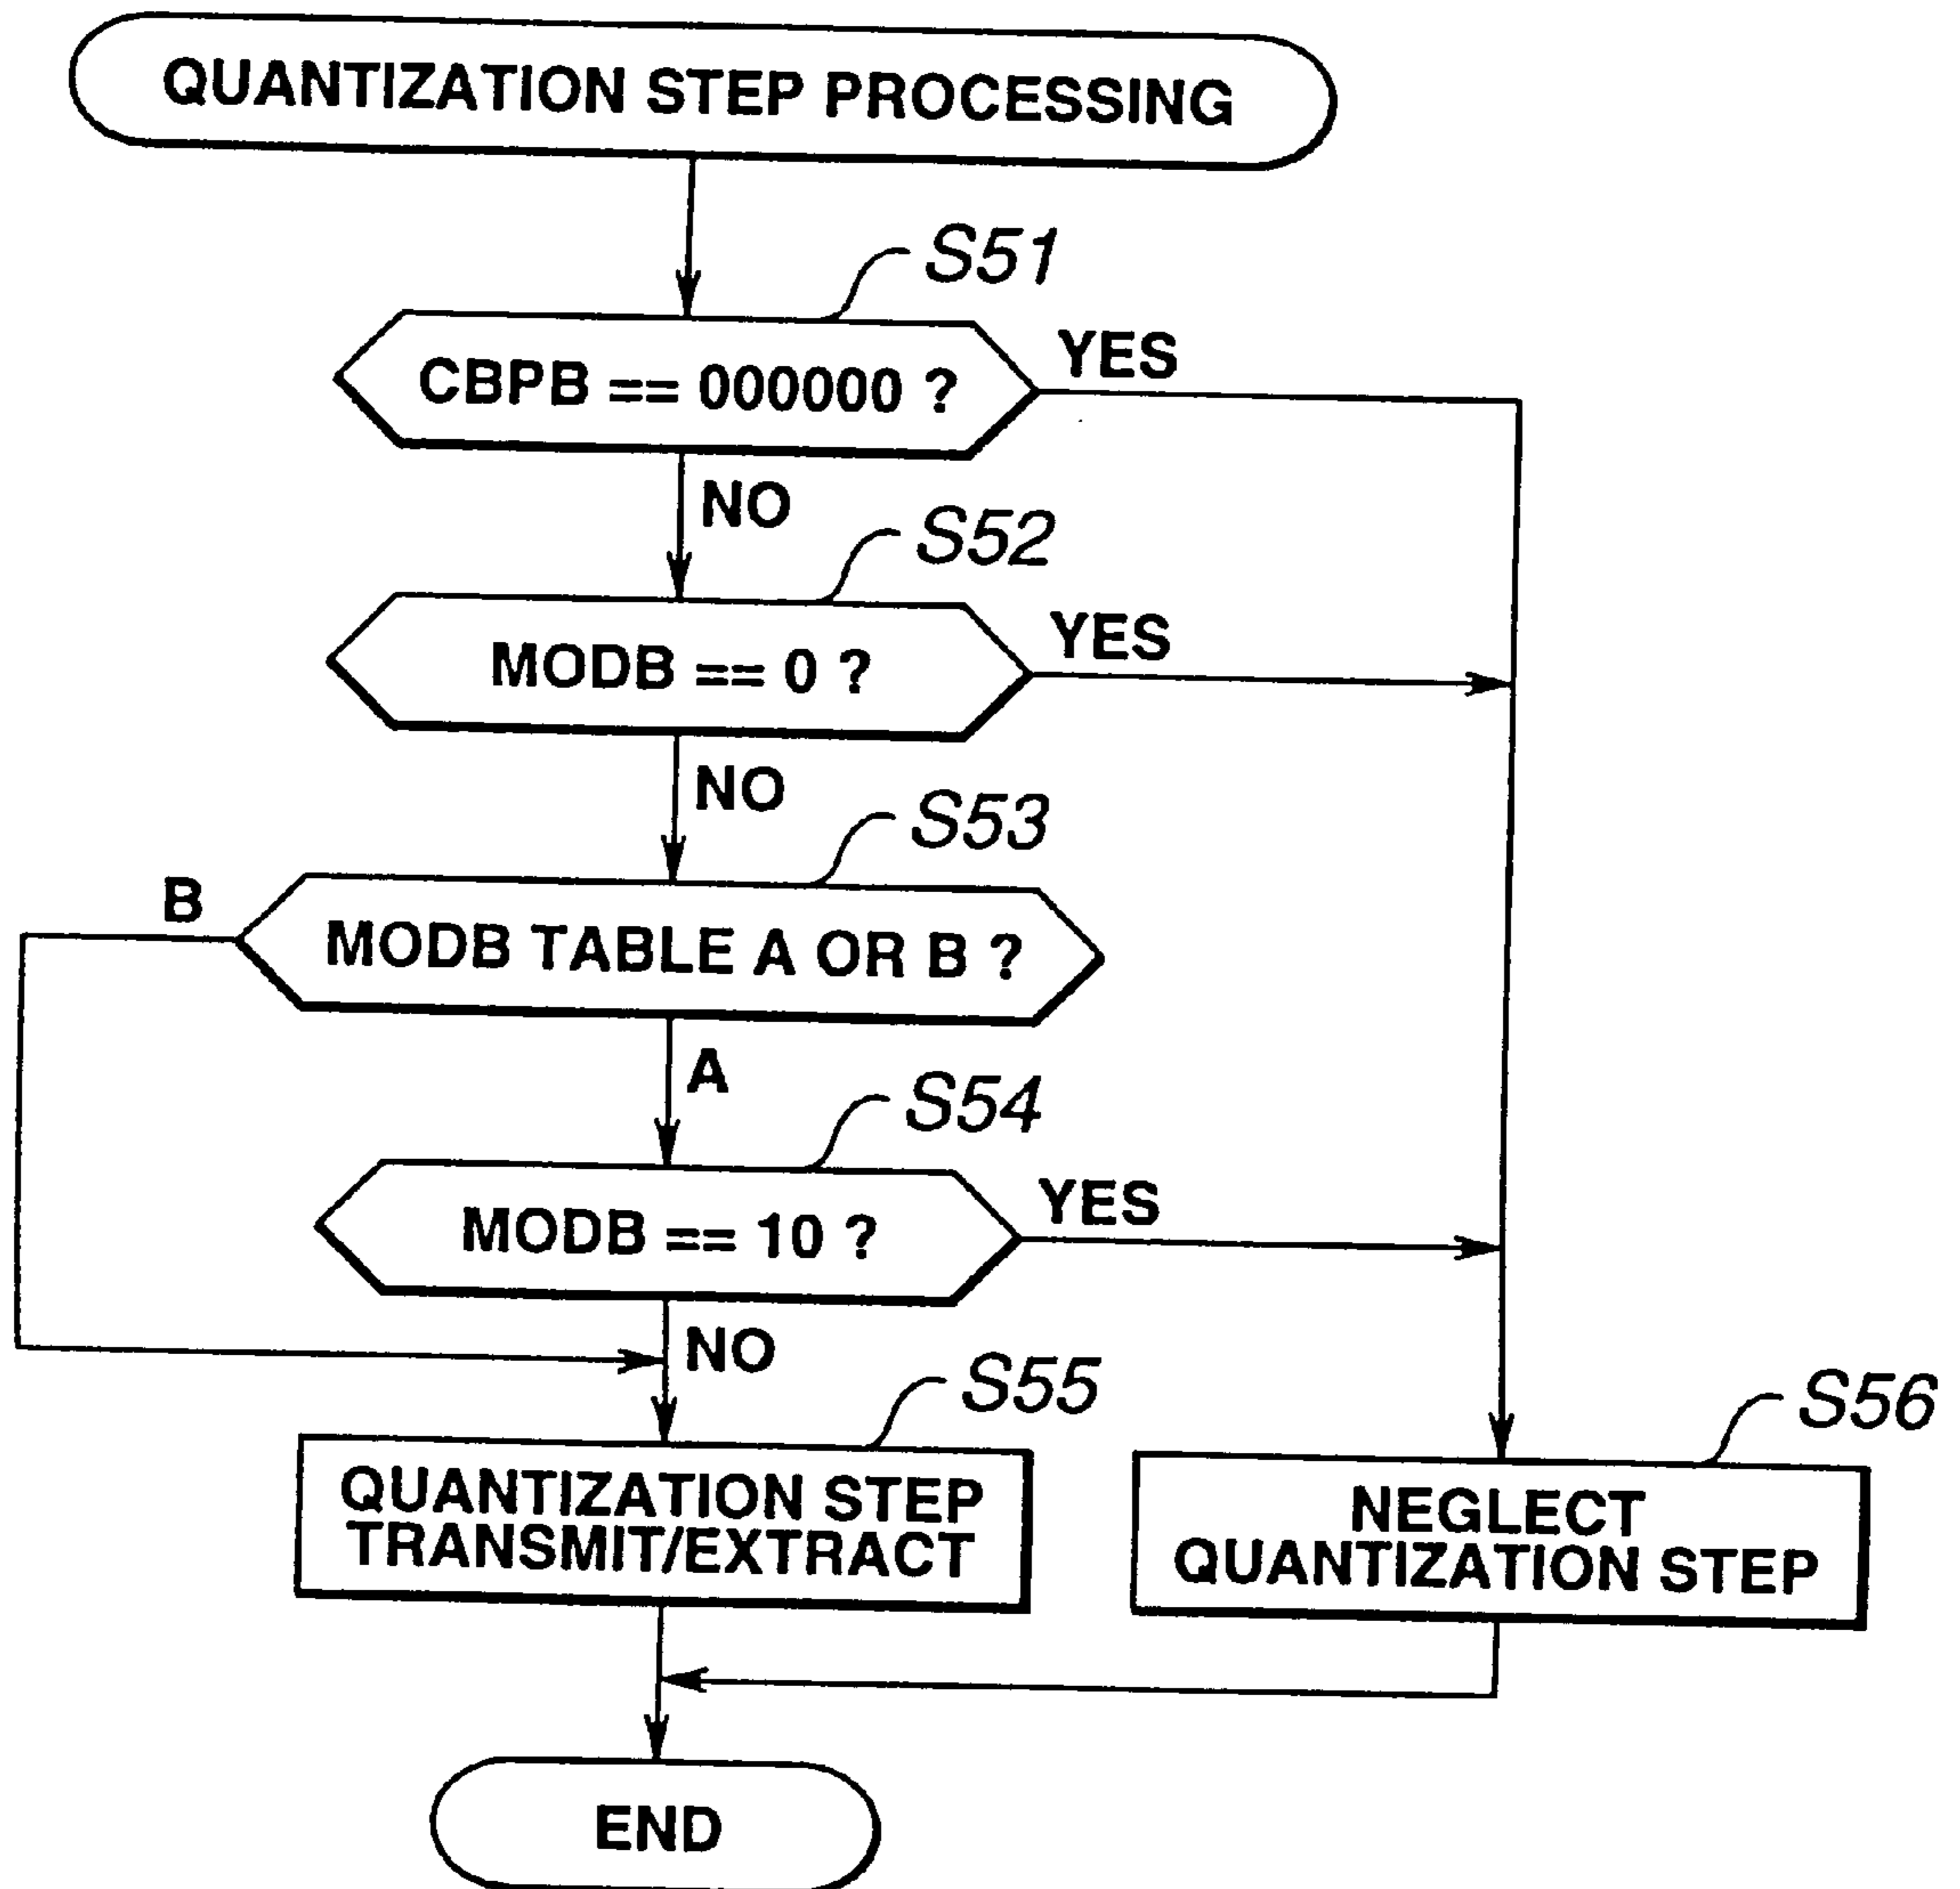 QUANTIZATION STEP PROCESSING
S51
CBPB == 000000 ?
YES
NO
S52
MODB == 0 ?
YES
NO
S53
B
MODB TABLE A OR B ?
A
S54
MODB == 10 ?
YES
NO
S55
S56
QUANTIZATION STEP
TRANSMIT/EXTRACT
NEGLECT
QUANTIZATION STEP
END